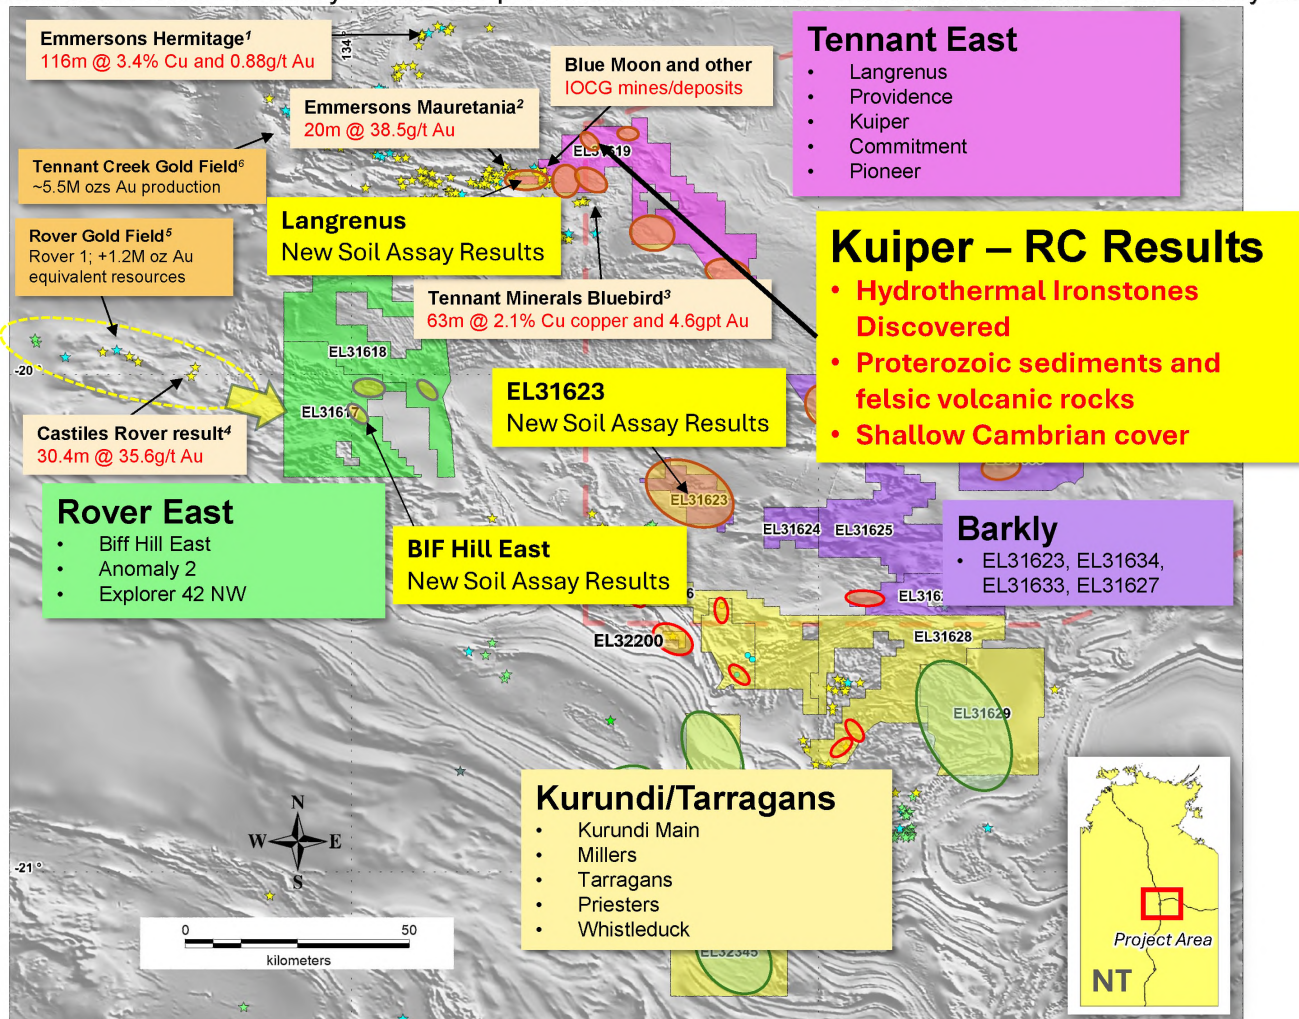 Emmersons Hermitage1
116m @ 3.4% Cu and 0.88g/t Au
134°
Blue Moon and other
IOCG mines/deposits
Tennant East
• Langrenus
• Providence
• Kuiper
• Commitment
• Pioneer
Emmersons Mauretania2
20m @ 38.5g/t Au
Tennant Creek Gold Field6
~5.5M ozs Au production
Langrenus
New Soil Assay Results
Rover Gold Field5
Rover 1; +1.2M oz Au
equivalent resources
Kuiper – RC Results
• Hydrothermal Ironstones
Discovered
• Proterozoic sediments and
felsic volcanic rocks
• Shallow Cambrian cover
Tennant Minerals Bluebird3
63m @ 2.1% Cu copper and 4.6gpt Au
EL31618
-20°
EL31617
EL31623
New Soil Assay Results
Castiles Rover result4
30.4m @ 35.6g/t Au
EL31623
EL31624
EL31625
Rover East
• Biff Hill East
• Anomaly 2
• Explorer 42 NW
BIF Hill East
New Soil Assay Results
Barkly
• EL31623, EL31634,
EL31633, EL31627
EL32200
EL31628
EL31629
Kurundi/Tarragans
• Kurundi Main
• Millers
• Tarragans
• Priesters
• Whistleduck
EL32345
N
W E
S
-21°
0 50
kilometers
Project Area
NT